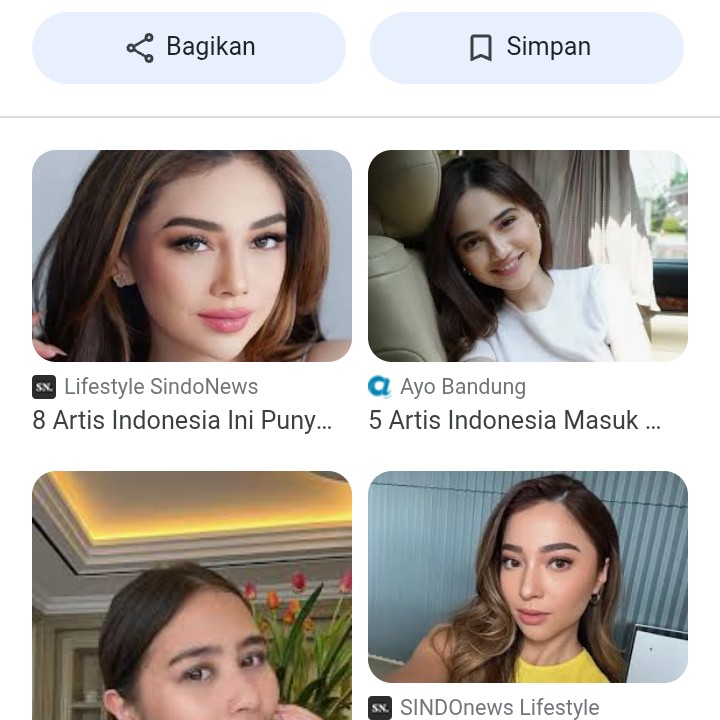 Bagikan
Simpan
SN. Lifestyle SindoNews
8 Artis Indonesia Ini Puny...
Ayo Bandung
5 Artis Indonesia Masuk ...
SN. SINDOnews Lifestyle